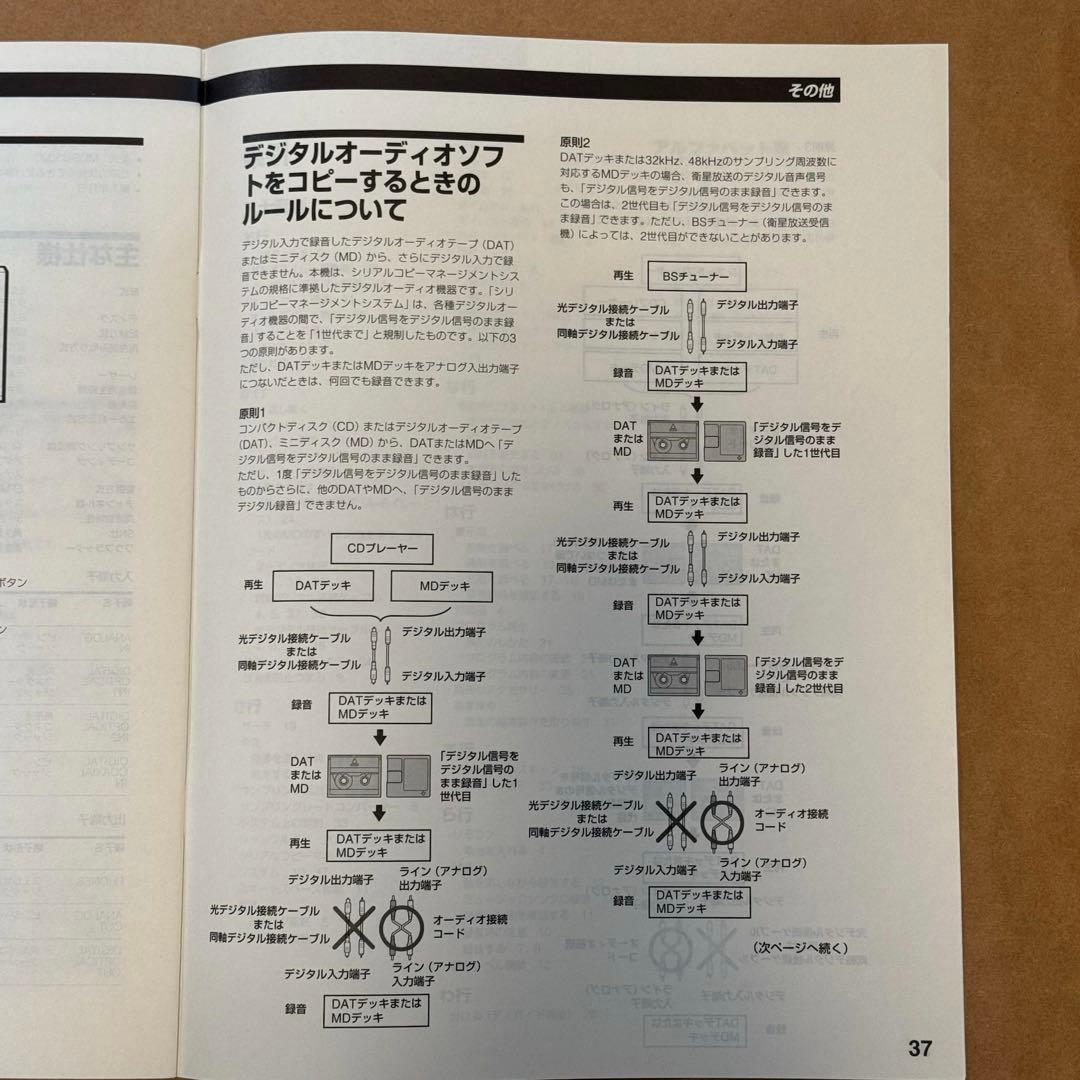 その他
デジタルオーディオソフ
トをコピーするときの
ルールについて
デジタル入力で録音したデジタルオーディオテープ（DAT）
またはミニディスク（MD）から、さらにデジタル入力で録
音できません。本機は、シリアルコピーマネージメントシス
テムの規格に準拠したデジタルオーディオ機器です。「シリ
アルコピーマネージメントシステム」は、各種デジタルオー
ディオ機器の間で、「デジタル信号をデジタル信号のまま録
音」することを「1世代まで」と規制したものです。以下の3
つの原則があります。
ただし、DATデッキまたはMDデッキをアナログ入出力端子
につないだときは、何回でも録音できます。
原則1
コンパクトディスク（CD）またはデジタルオーディオテープ
（DAT）、ミニディスク（MD）から、DATまたはMDへ「デ
ジタル信号をデジタル信号のまま録音」できます。
ただし、1度「デジタル信号をデジタル信号のまま録音」した
ものからさらに、他のDATやMDへ、「デジタル信号のまま
デジタル録音」できません。
CDプレーヤー
再生
DATデッキ
MDデッキ
光デジタル接続ケーブル
または
同軸デジタル接続ケーブル
デジタル出力端子
デジタル入力端子
録音
DATデッキまたは
MDデッキ
DAT
または
MD
「デジタル信号を
デジタル信号の
まま録音」した1
世代目
再生
DATデッキまたは
MDデッキ
デジタル出力端子
ライン（アナログ）
出力端子
光デジタル接続ケーブル
または
同軸デジタル接続ケーブル
オーディオ接続
コード
デジタル入力端子
ライン（アナログ）
入力端子
録音
DATデッキまたは
MDデッキ
原則2
DATデッキまたは32kHz、48kHzのサンプリング周波数に
対応するMDデッキの場合、衛星放送のデジタル音声信号
も、「デジタル信号をデジタル信号のまま録音」できます。
この場合は、2世代目も「デジタル信号をデジタル信号のま
ま録音」できます。ただし、BSチューナー（衛星放送受信
機）によっては、2世代目ができないことがあります。
再生
BSチューナー
光デジタル接続ケーブル
または
同軸デジタル接続ケーブル
デジタル出力端子
デジタル入力端子
録音
DATデッキまたは
MDデッキ
DAT
または
MD
「デジタル信号をデ
ジタル信号のまま
録音」した1世代目
再生
DATデッキまたは
MDデッキ
光デジタル接続ケーブル
または
同軸デジタル接続ケーブル
デジタル出力端子
デジタル入力端子
録音
DATデッキまたは
MDデッキ
DAT
または
MD
「デジタル信号をデ
ジタル信号のまま
録音」した2世代目
再生
DATデッキまたは
MDデッキ
デジタル出力端子
ライン（アナログ）
出力端子
光デジタル接続ケーブル
または
同軸デジタル接続ケーブル
オーディオ接続
コード
デジタル入力端子
ライン（アナログ）
入力端子
録音
DATデッキまたは
MDデッキ
（次ページへ続く）
37
ボタン
ン